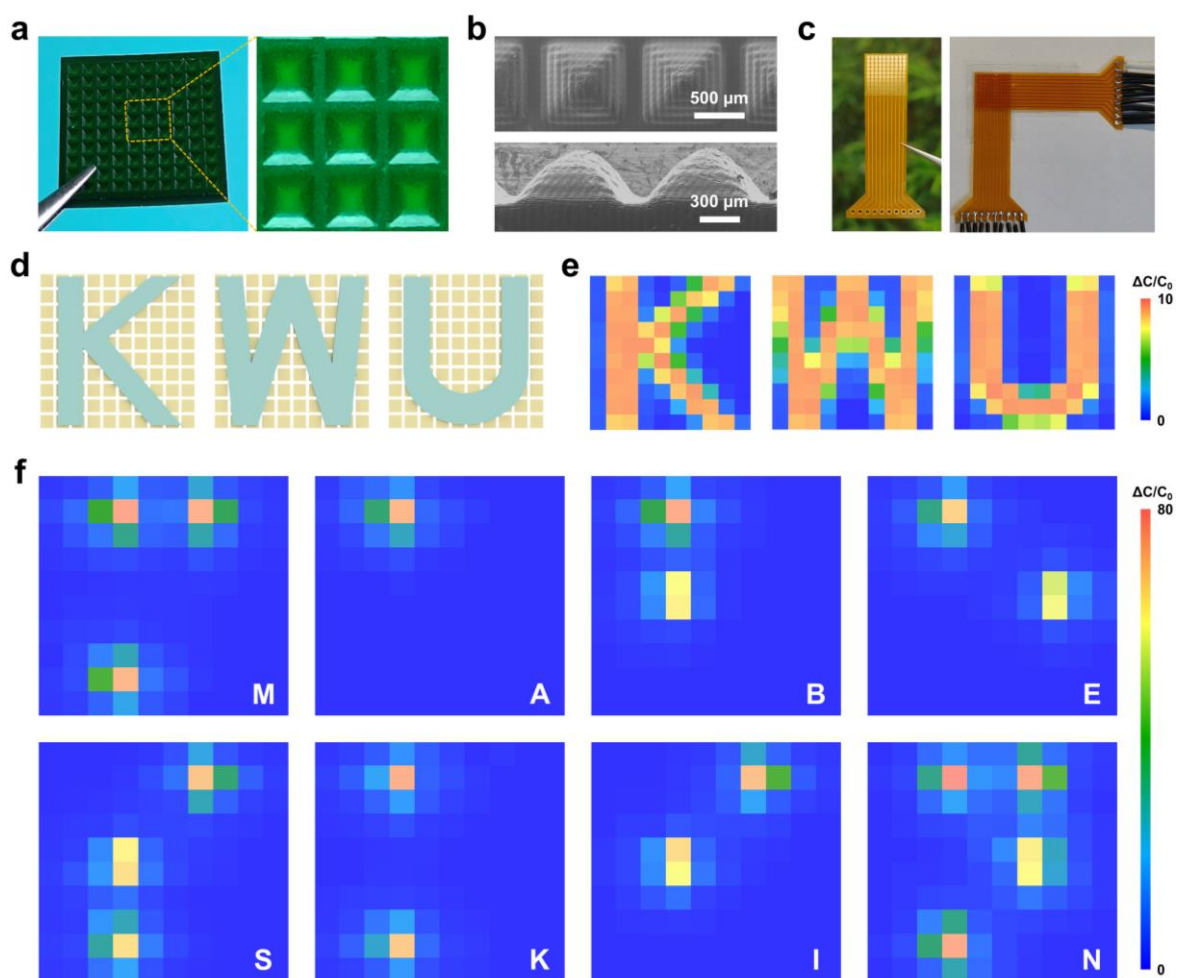 a
b
c
500 μm
300 μm
d
e
K W U
K W U
ΔC/C₀
10
0
f
ΔC/C₀
80
0
M A B E
S K I N